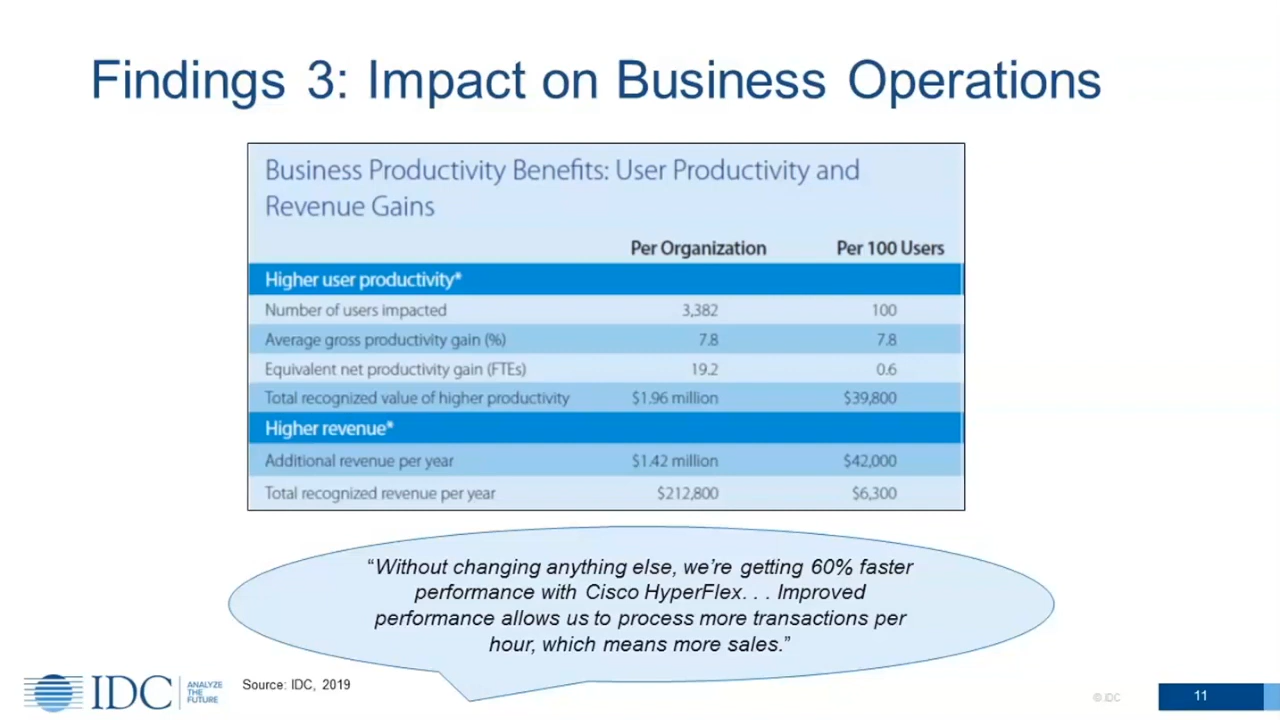 Findings 3: Impact on Business Operations
Business Productivity Benefits: User Productivity and
Revenue Gains
Per Organization Per 100 Users
Higher user productivity*
Number of users impacted 3,382 100
Average gross productivity gain (%) 7.8 7.8
Equivalent net productivity gain (FTEs) 19.2 0.6
Total recognized value of higher productivity $1.96 million $39,800
Higher revenue*
Additional revenue per year $1.42 million $42,000
Total recognized revenue per year $212,800 $6,300
“Without changing anything else, we’re getting 60% faster
performance with Cisco HyperFlex. . . Improved
performance allows us to process more transactions per
hour, which means more sales.”
IDC
ANALYZE
THE
FUTURE
Source: IDC, 2019
© IDC
11